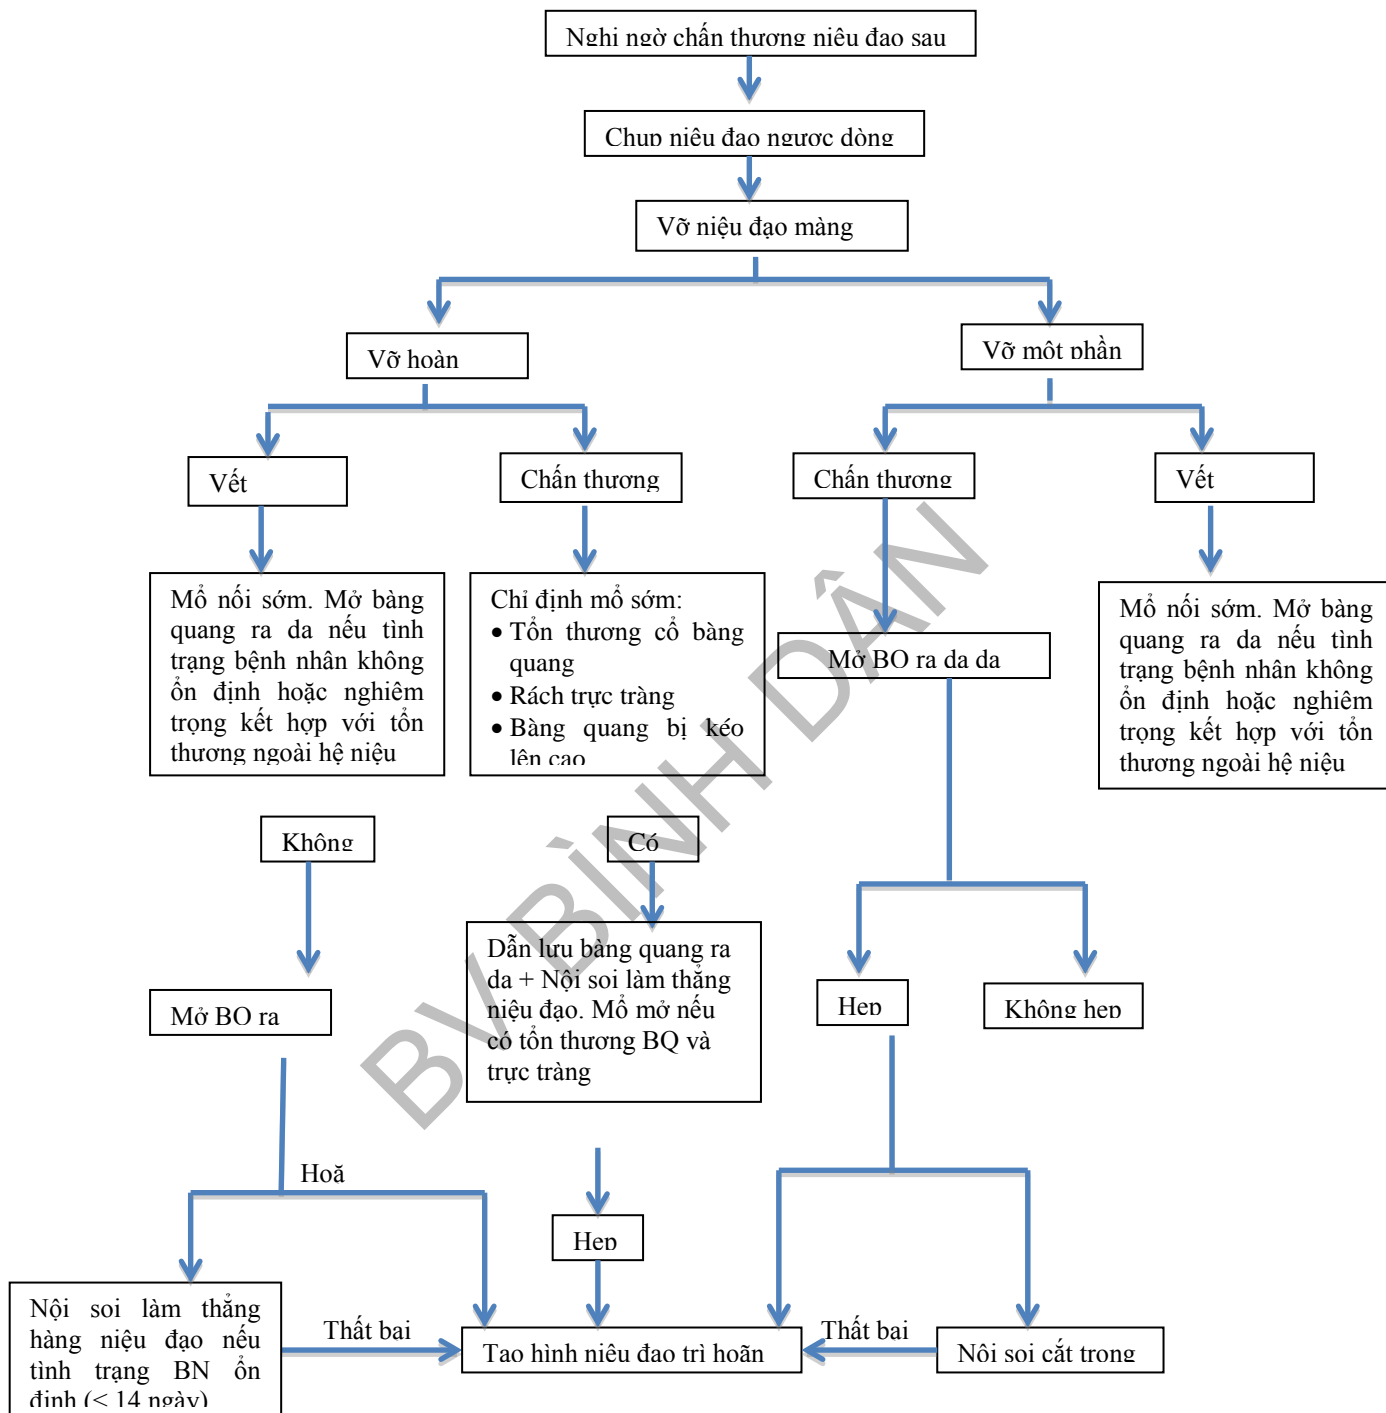 Nghi ngờ chấn thương niệu đạo sau
Chụp niệu đạo ngược dòng
Vỡ niệu đạo màng
Vỡ hoàn
Vỡ một phần
Vết
Chấn thương
Chấn thương
Vết
Mổ nối sớm. Mở bàng
quang ra da nếu tình
trạng bệnh nhân không
ổn định hoặc nghiêm
trọng kết hợp với tổn
thương ngoài hệ niệu
Chỉ định mổ sớm:
• Tổn thương cổ bàng
quang
• Rách trực tràng
• Bàng quang bị kéo
lên cao
Mở BQ ra da da
Mổ nối sớm. Mở bàng
quang ra da nếu tình
trạng bệnh nhân không
ổn định hoặc nghiêm
trọng kết hợp với tổn
thương ngoài hệ niệu
Không
Có
Dẫn lưu bàng quang ra
da + Nội soi làm thẳng
niệu đạo. Mổ mở nếu
có tổn thương BQ và
trực tràng
Mở BQ ra
Hẹp
Không hẹp
Hoặ
Hẹp
Nội soi làm thẳng
hàng niệu đạo nếu
tình trạng BN ổn
định (< 14 ngày)
Thất bại
Tạo hình niệu đạo trì hoãn
Thất bại
Nội soi cắt trong
BV BÌNH DÂN